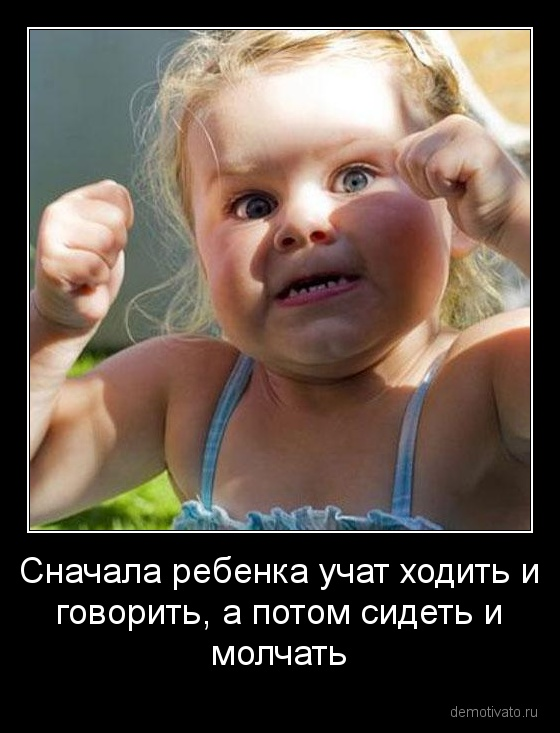 Сначала ребенка учат ходить и
говорить, а потом сидеть и
молчать
demotivato.ru